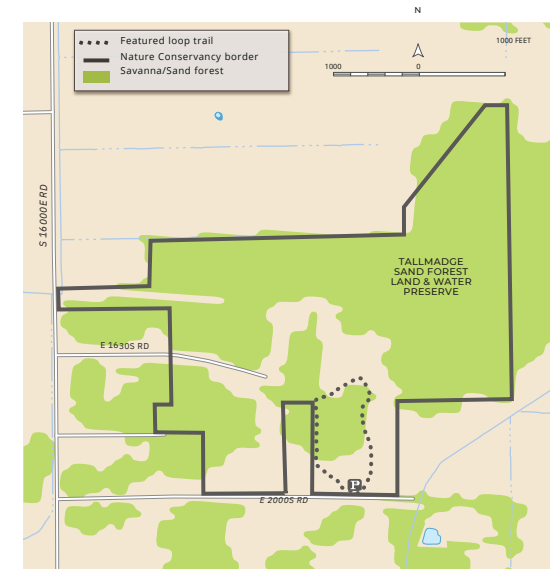 N
Featured loop trail
Nature Conservancy border
Savanna/Sand forest
1000 FEET
1000
0
S 16000E RD
TALLMADGE
SAND FOREST
LAND & WATER
PRESERVE
E 1630S RD
P
E 2000S RD